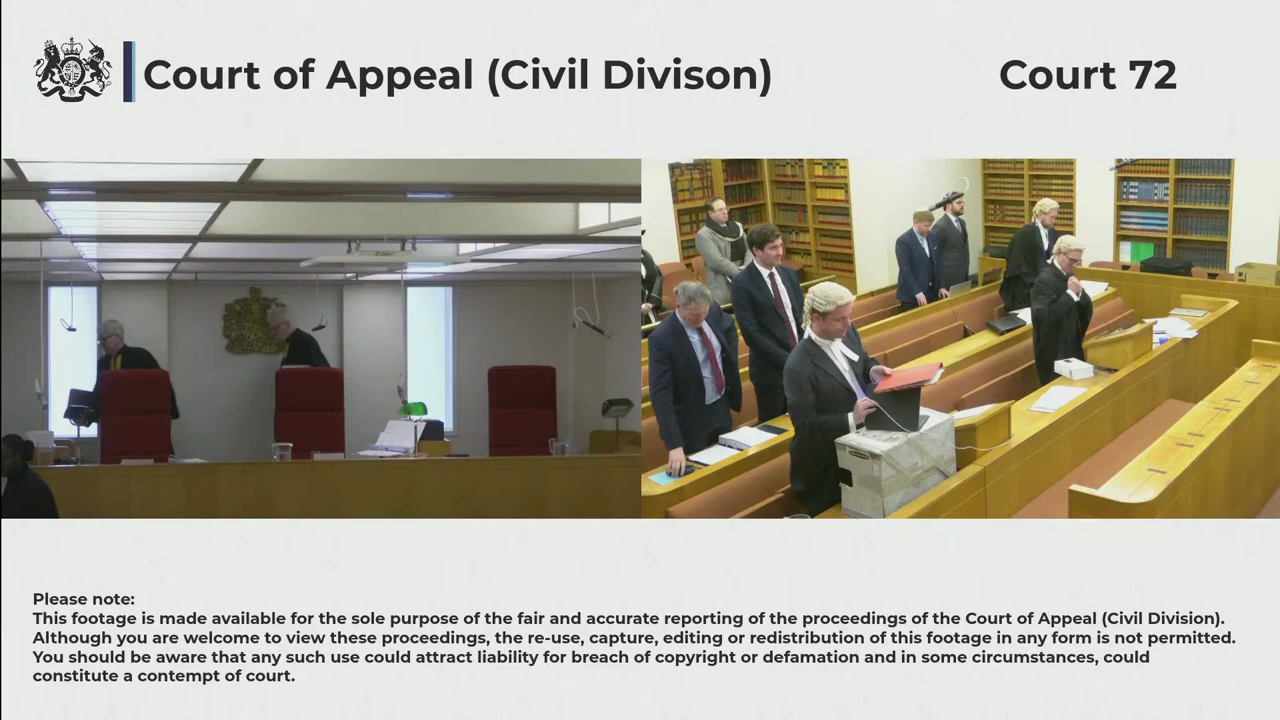 Court of Appeal (Civil Divison)
Court 72
Please note:
This footage is made available for the sole purpose of the fair and accurate reporting of the proceedings of the Court of Appeal (Civil Division).
Although you are welcome to view these proceedings, the re-use, capture, editing or redistribution of this footage in any form is not permitted.
You should be aware that any such use could attract liability for breach of copyright or defamation and in some circumstances, could
constitute a contempt of court.